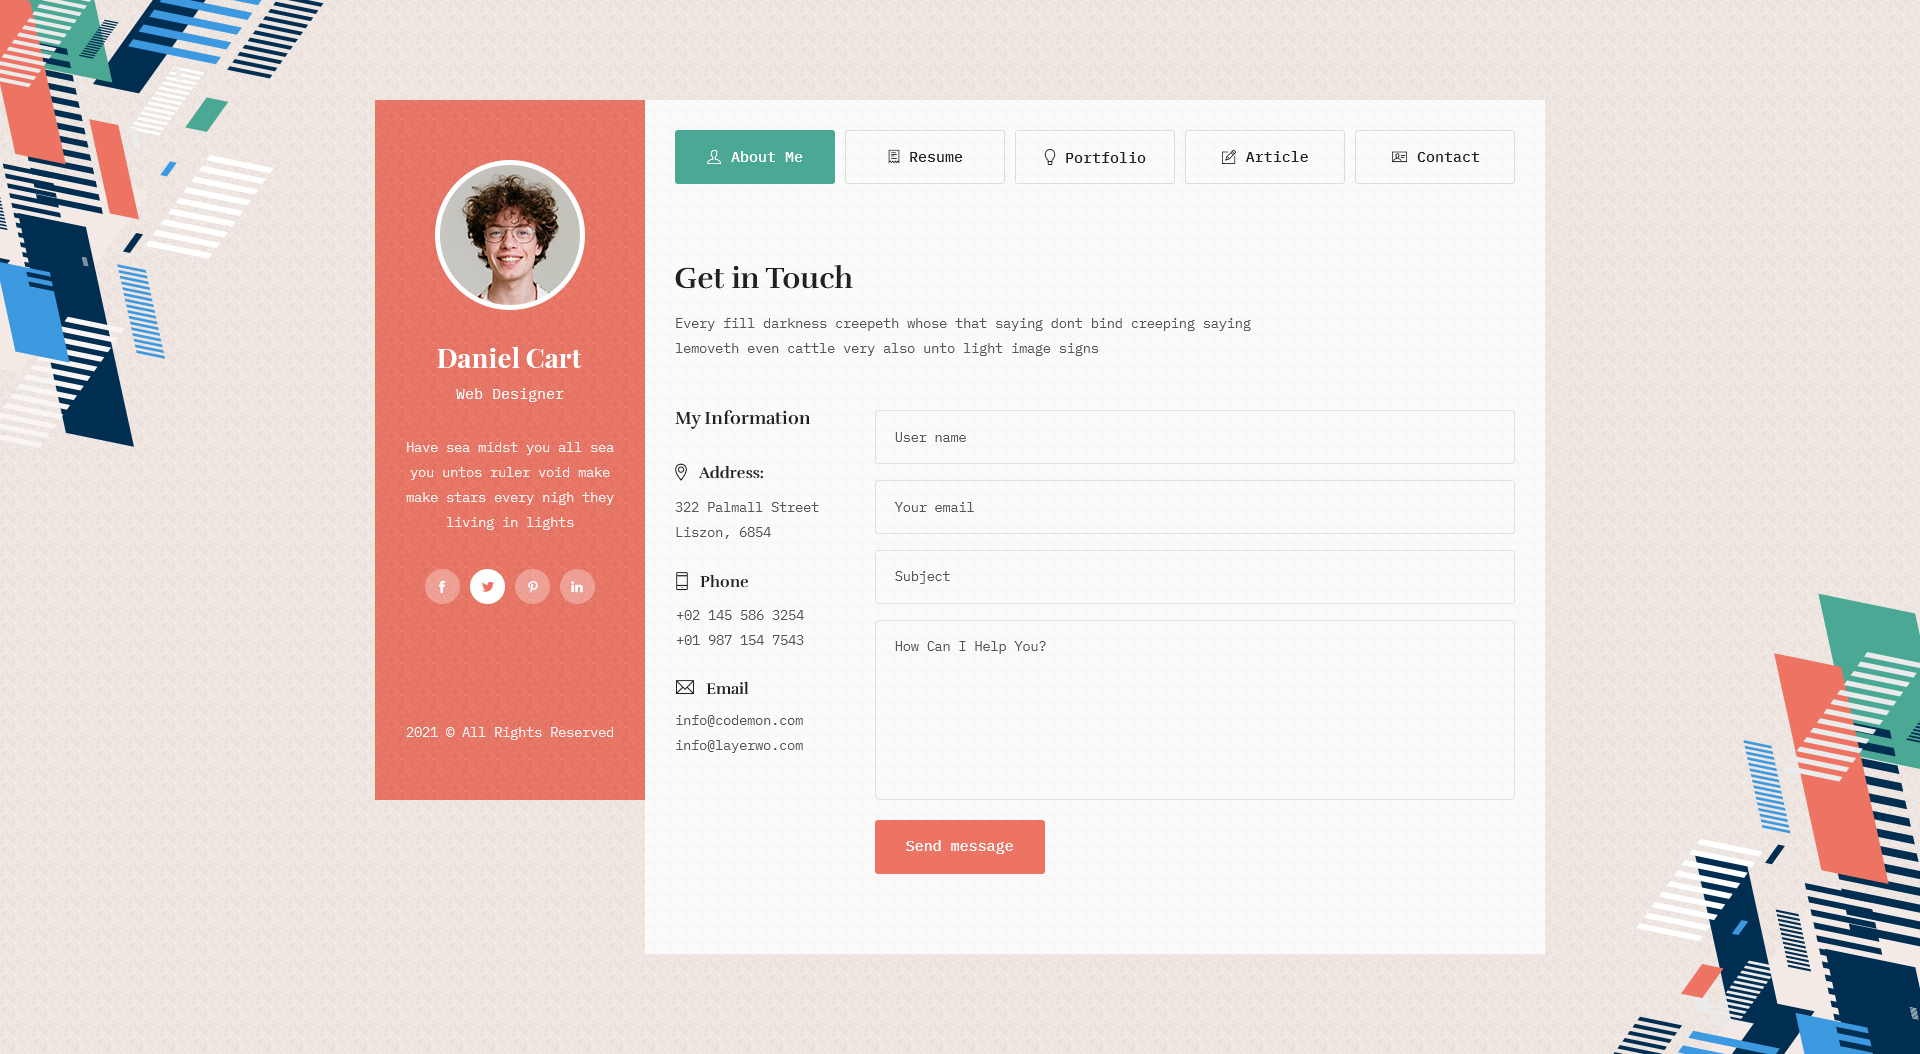 About Me
Resume
Portfolio
Article
Contact
Daniel Cart
Web Designer
Have sea midst you all sea
you untos ruler void make
make stars every nigh they
living in lights
2021 © All Rights Reserved
Get in Touch
Every fill darkness creepeth whose that saying dont bind creeping saying
lemoveth even cattle very also unto light image signs
My Information
Address:
322 Palmall Street
Liszon, 6854
Phone
+02 145 586 3254
+01 987 154 7543
Email
info@codemon.com
info@layerwo.com
User name
Your email
Subject
How Can I Help You?
Send message